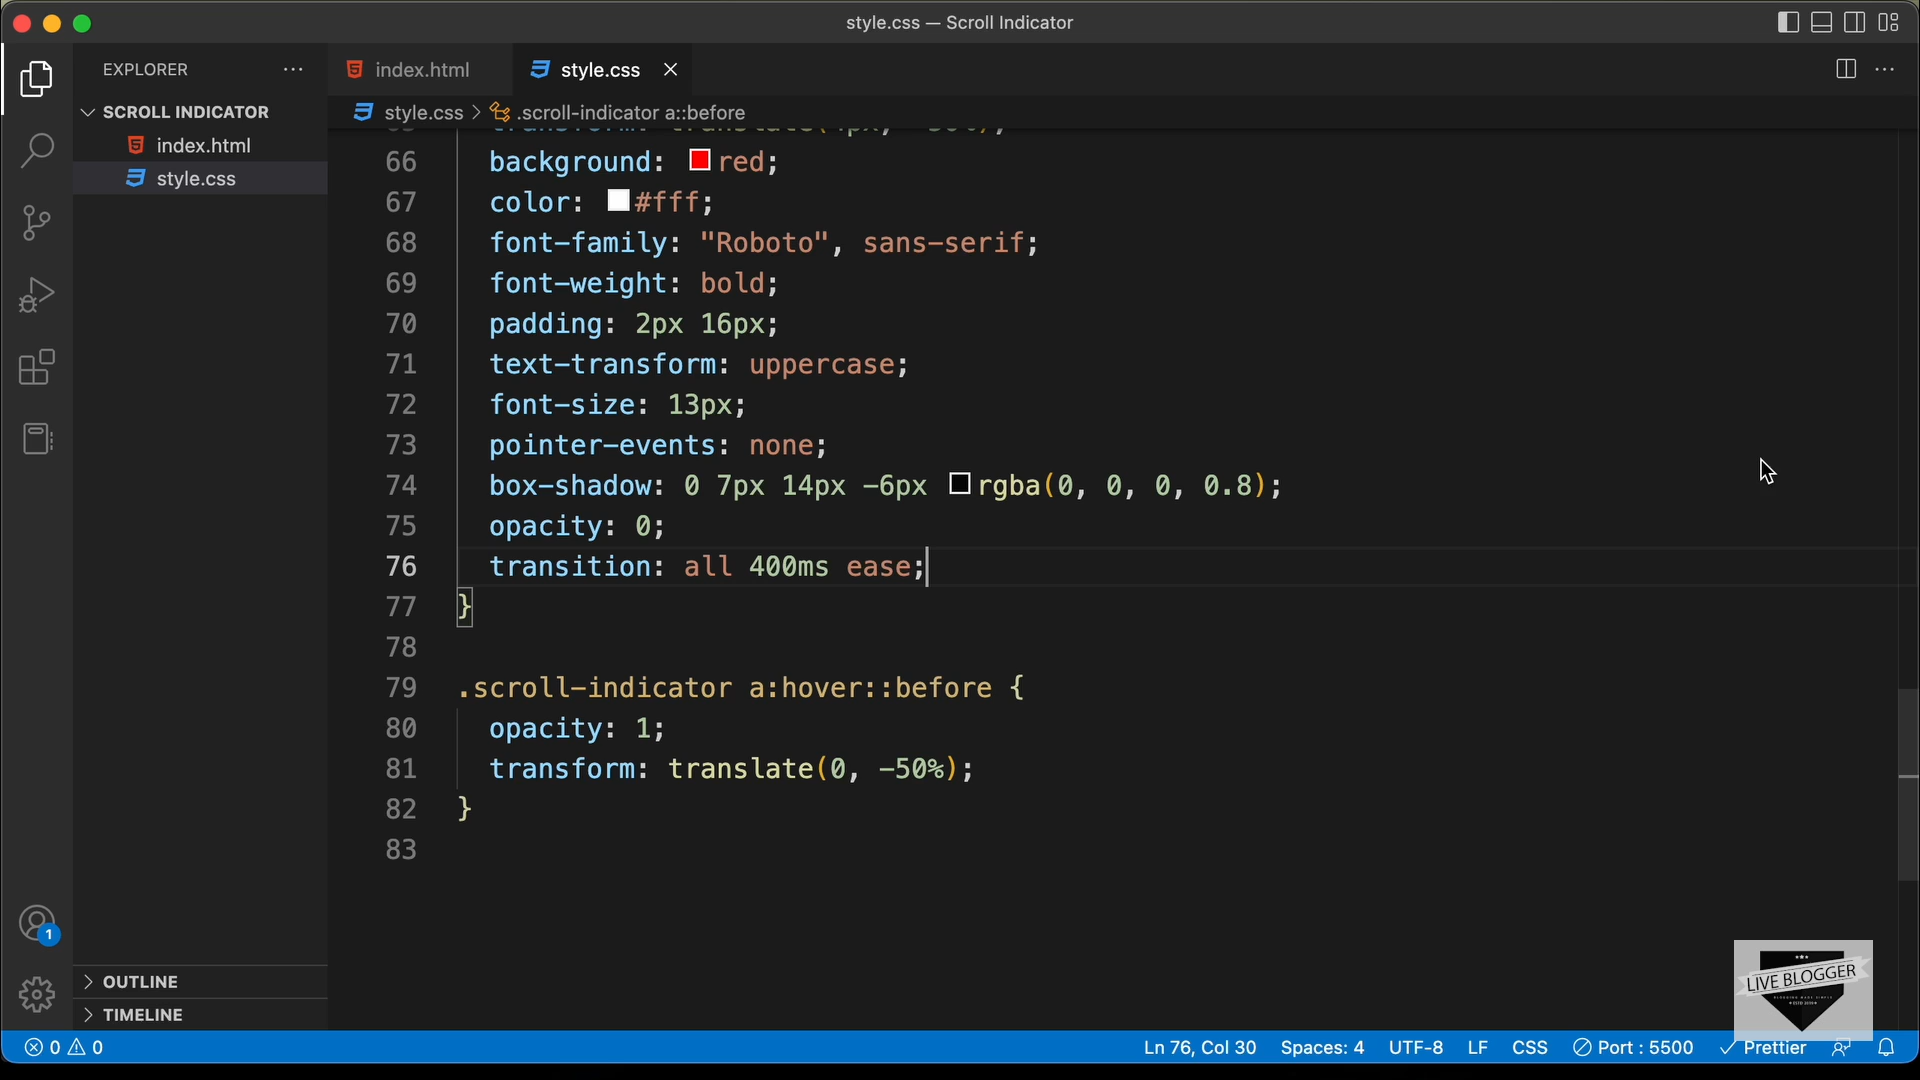 style.css — Scroll Indicator
EXPLORER
index.html
style.css
SCROLL INDICATOR
style.css > .scroll-indicator a::before
index.html
style.css
66 background: red;
67 color: #fff;
68 font-family: "Roboto", sans-serif;
69 font-weight: bold;
70 padding: 2px 16px;
71 text-transform: uppercase;
72 font-size: 13px;
73 pointer-events: none;
74 box-shadow: 0 7px 14px -6px rgba(0, 0, 0, 0.8);
75 opacity: 0;
76 transition: all 400ms ease;
77 }
78
79 .scroll-indicator a:hover::before {
80 opacity: 1;
81 transform: translate(0, -50%);
82 }
83
1
OUTLINE
TIMELINE
LIVE BLOGGER
0 0
Ln 76, Col 30 Spaces: 4 UTF-8 LF CSS Port : 5500 Prettier